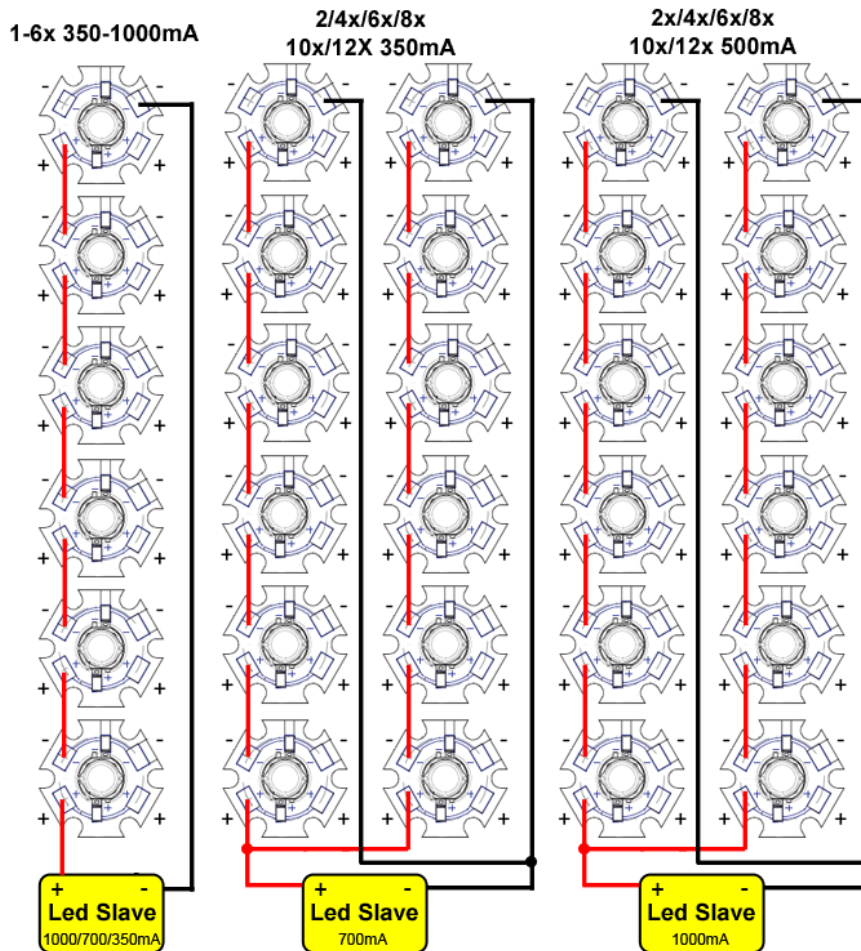 1-6x 350-1000mA
2/4x/6x/8x
10x/12X 350mA
2x/4x/6x/8x
10x/12x 500mA
+ -
Led Slave
1000/700/350mA
+ -
Led Slave
700mA
+ -
Led Slave
1000mA